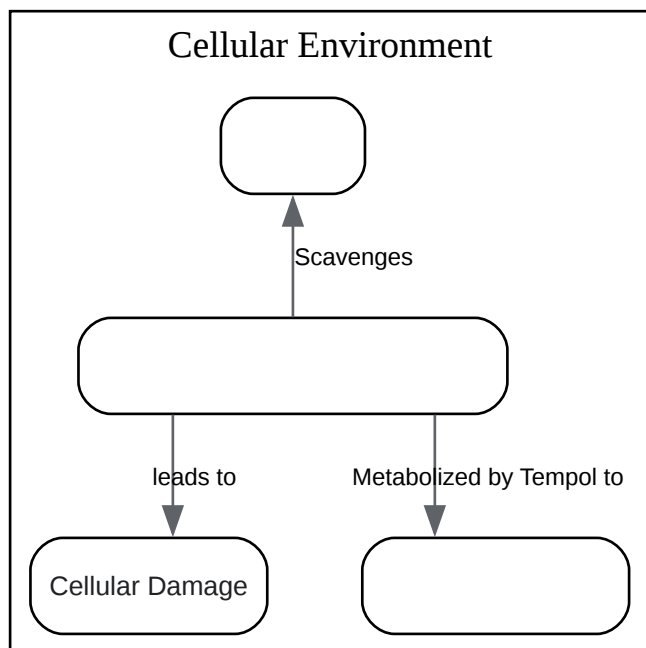 Cellular Environment
Scavenges
leads to
Metabolized by Tempol to
Cellular Damage